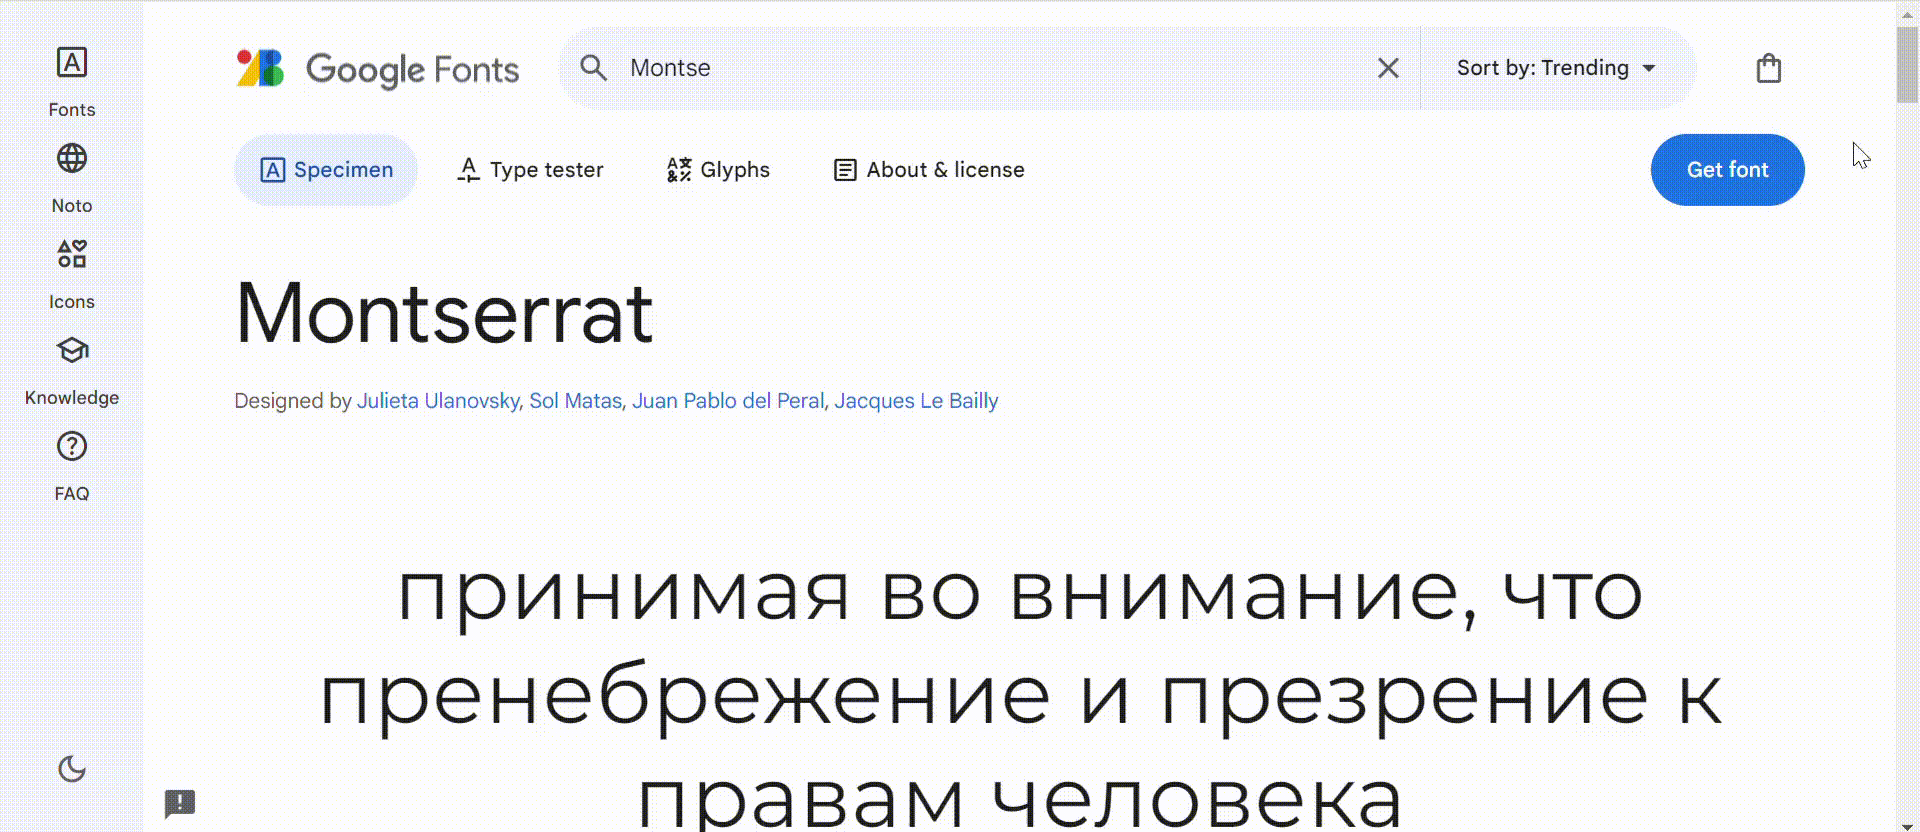 Google Fonts
Montse
Sort by: Trending
Fonts
Noto
Icons
Knowledge
FAQ
Specimen
Type tester
Glyphs
About & license
Get font
Montserrat
Designed by Julieta Ulanovsky, Sol Matas, Juan Pablo del Peral, Jacques Le Bailly
принимая во внимание, что
пренебрежение и презрение к
правам человека